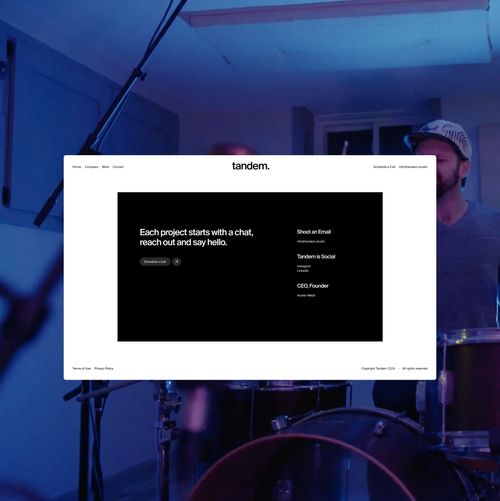 Home Company Work Contact
tandem.
Schedule a Call info@tandem.studio
Each project starts with a chat,
reach out and say hello.
Schedule a Call
Shoot an Email
info@tandem.studio
Tandem is Social
Instagram
LinkedIn
CEO, Founder
Hunter Webb
Terms of Use Privacy Policy
Copyright Tandem 2024 — All rights reserved